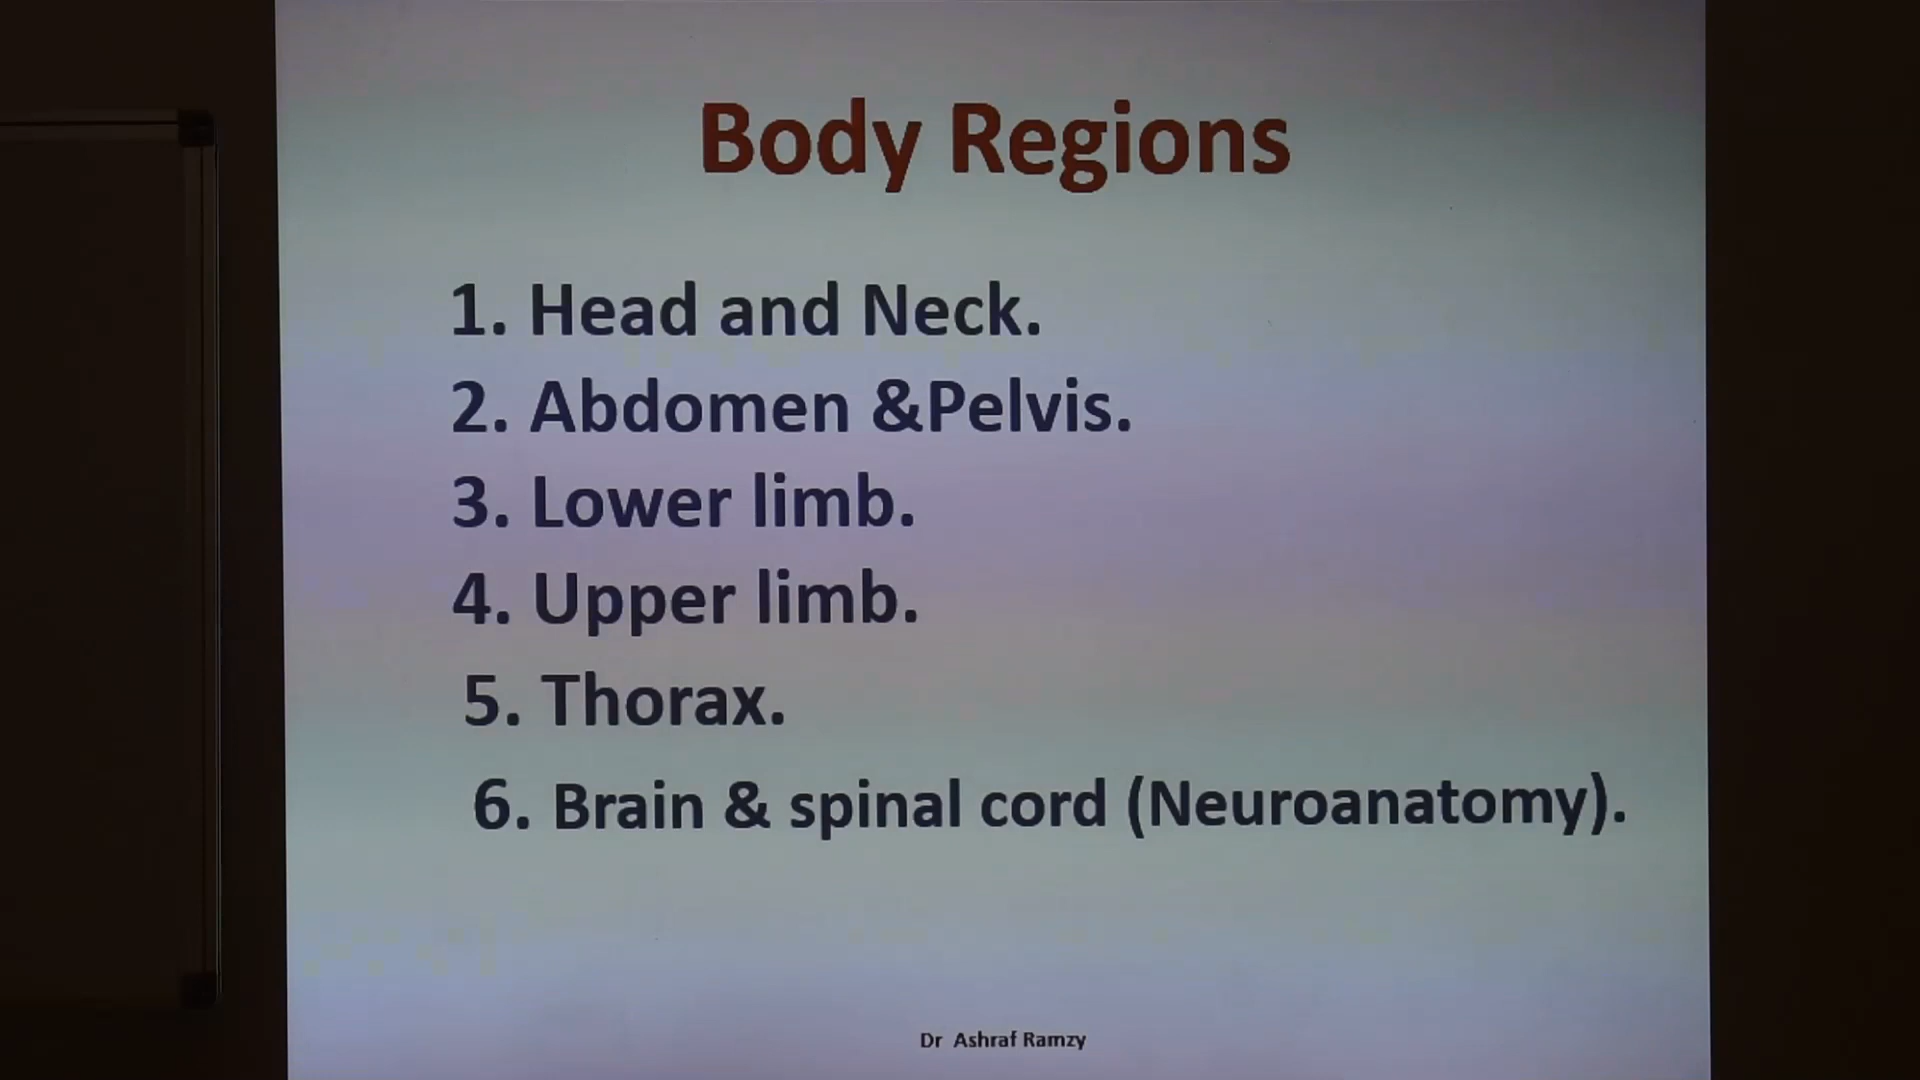 Body Regions
1. Head and Neck.
2. Abdomen &Pelvis.
3. Lower limb.
4. Upper limb.
5. Thorax.
6. Brain & spinal cord (Neuroanatomy).
Dr Ashraf Ramzy